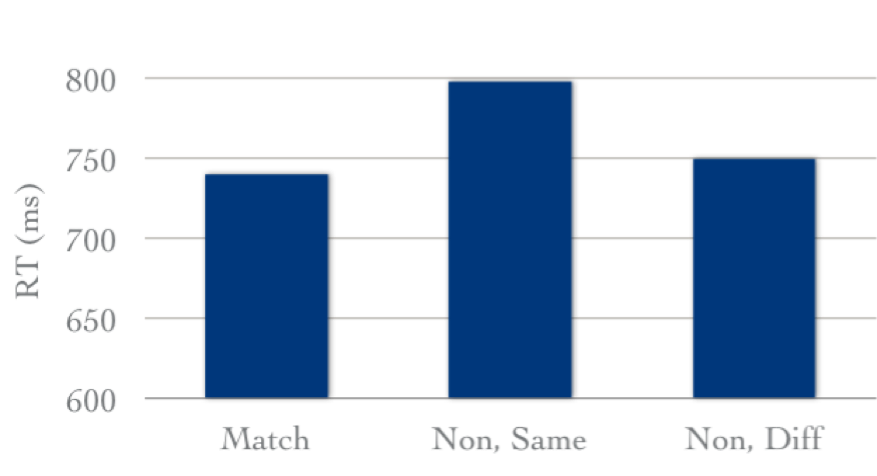 800
750
700
650
600
RT (ms)
Match
Non, Same
Non, Diff